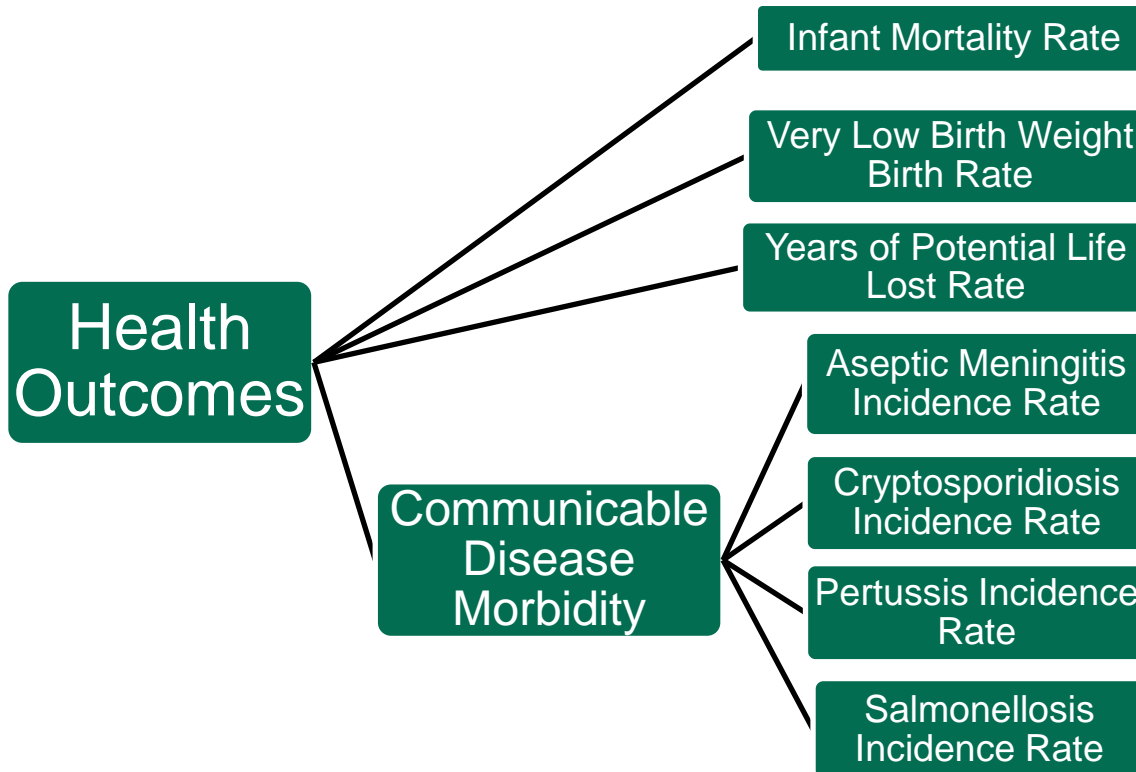 Infant Mortality Rate
Very Low Birth Weight
Birth Rate
Years of Potential Life
Lost Rate
Health
Outcomes
Aseptic Meningitis
Incidence Rate
Cryptosporidiosis
Incidence Rate
Communicable
Disease
Morbidity
Pertussis Incidence
Rate
Salmonellosis
Incidence Rate